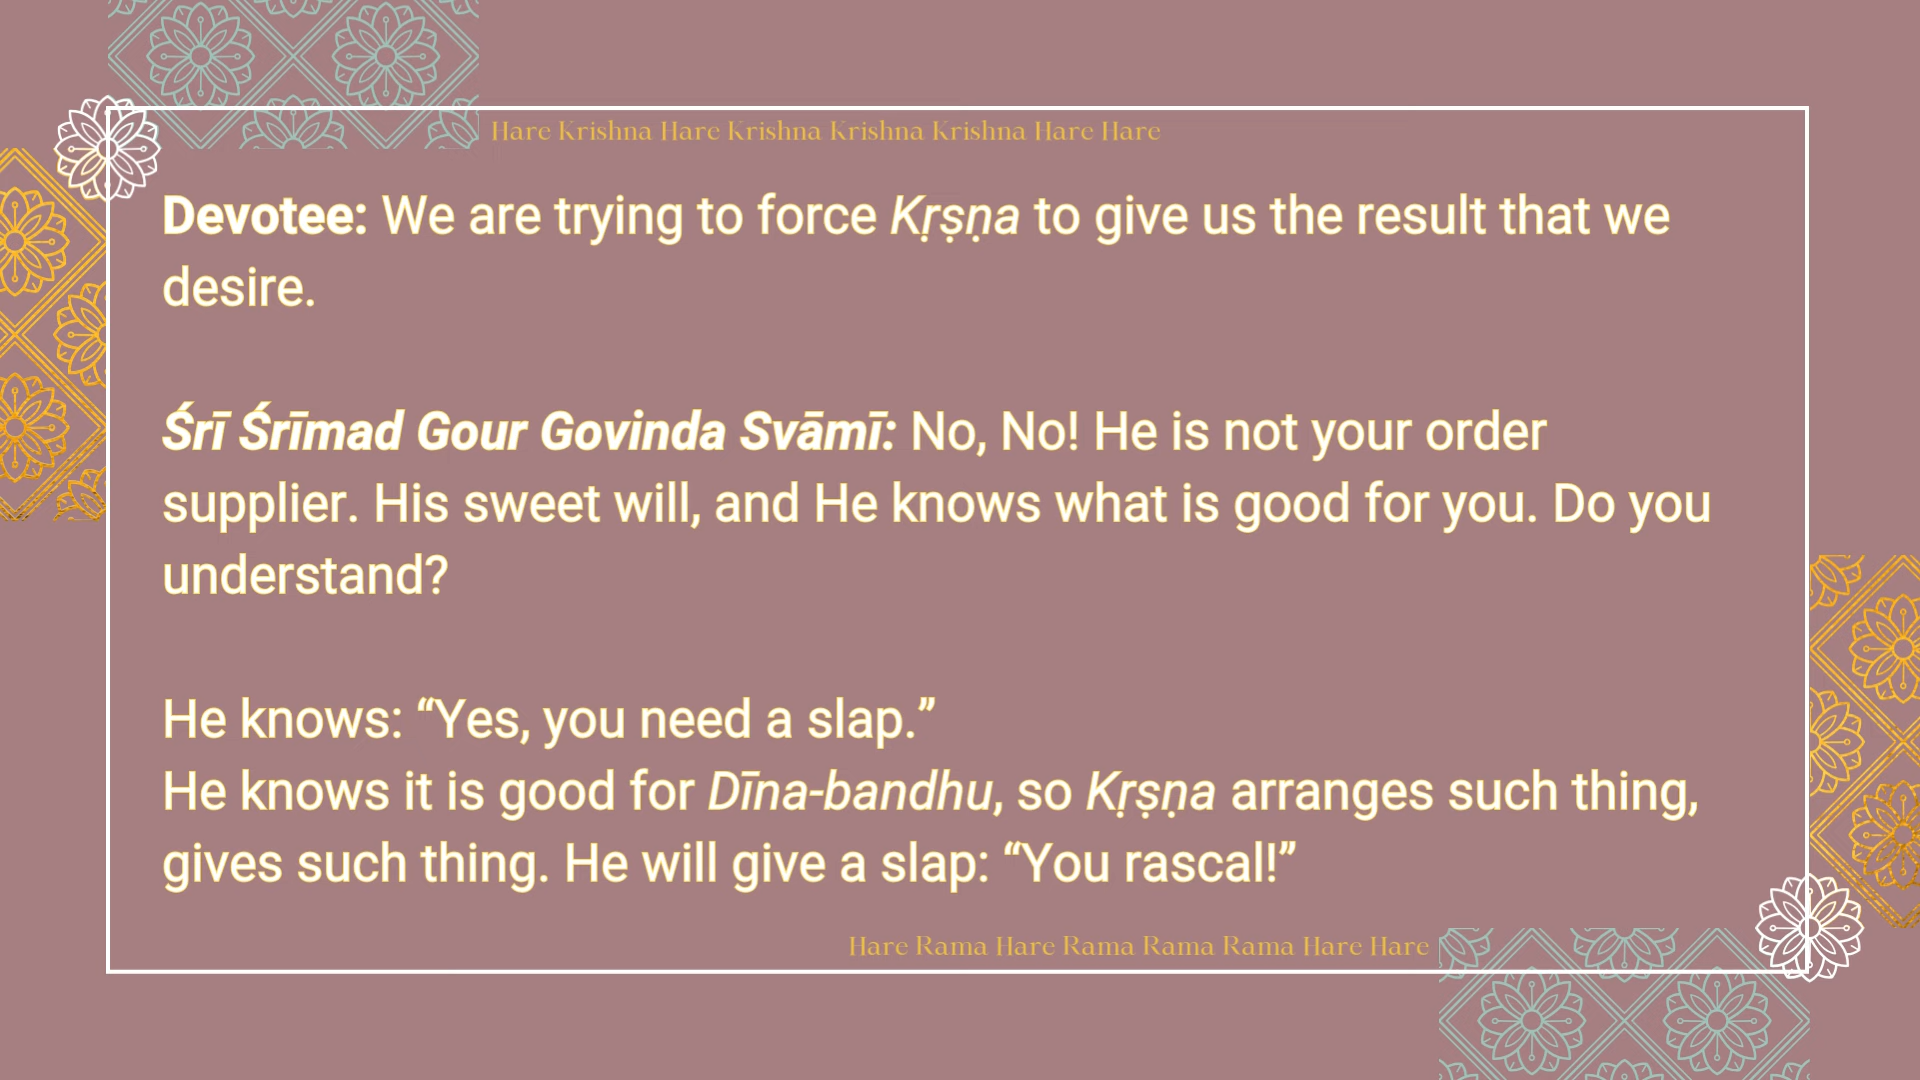 Hare Krishna Hare Krishna Krishna Krishna Hare Hare
Devotee: We are trying to force Kṛṣṇa to give us the result that we
desire.
Śrī Śrīmad Gour Govinda Svāmī: No, No! He is not your order
supplier. His sweet will, and He knows what is good for you. Do you
understand?
He knows: “Yes, you need a slap.”
He knows it is good for Dīna-bandhu, so Kṛṣṇa arranges such thing,
gives such thing. He will give a slap: “You rascal!”
Hare Rama Hare Rama Rama Rama Hare Hare